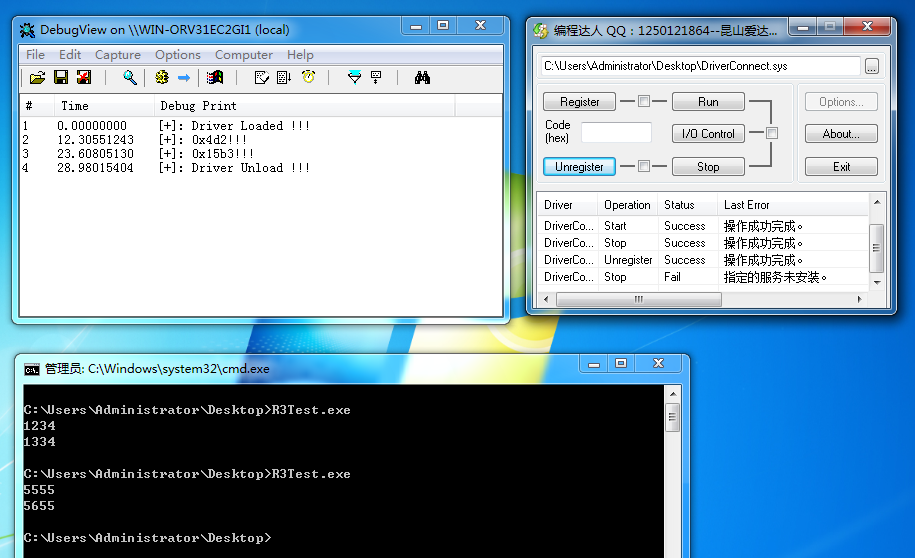 DebugView on \\WIN-ORV31EC2GI1 (local)
File Edit Capture Options Computer Help
# Time Debug Print
1 0.00000000 [+]: Driver Loaded !!!
2 12.30551243 [+]: 0x4d2!!!
3 23.60805130 [+]: 0x15b3!!!
4 28.98015404 [+]: Driver Unload !!!
编程达人 QQ：1250121864--昆山爱达...
C:\Users\Administrator\Desktop\DriverConnect.sys ...
Register Run Options...
Code
(hex) I/O Control About...
Unregister Stop Exit
Driver Operation Status Last Error
DriverCo... Start Success 操作成功完成。
DriverCo... Stop Success 操作成功完成。
DriverCo... Unregister Success 操作成功完成。
DriverCo... Stop Fail 指定的服务未安装。
管理员: C:\Windows\system32\cmd.exe
C:\Users\Administrator\Desktop>R3Test.exe
1234
1334
C:\Users\Administrator\Desktop>R3Test.exe
5555
5655
C:\Users\Administrator\Desktop>